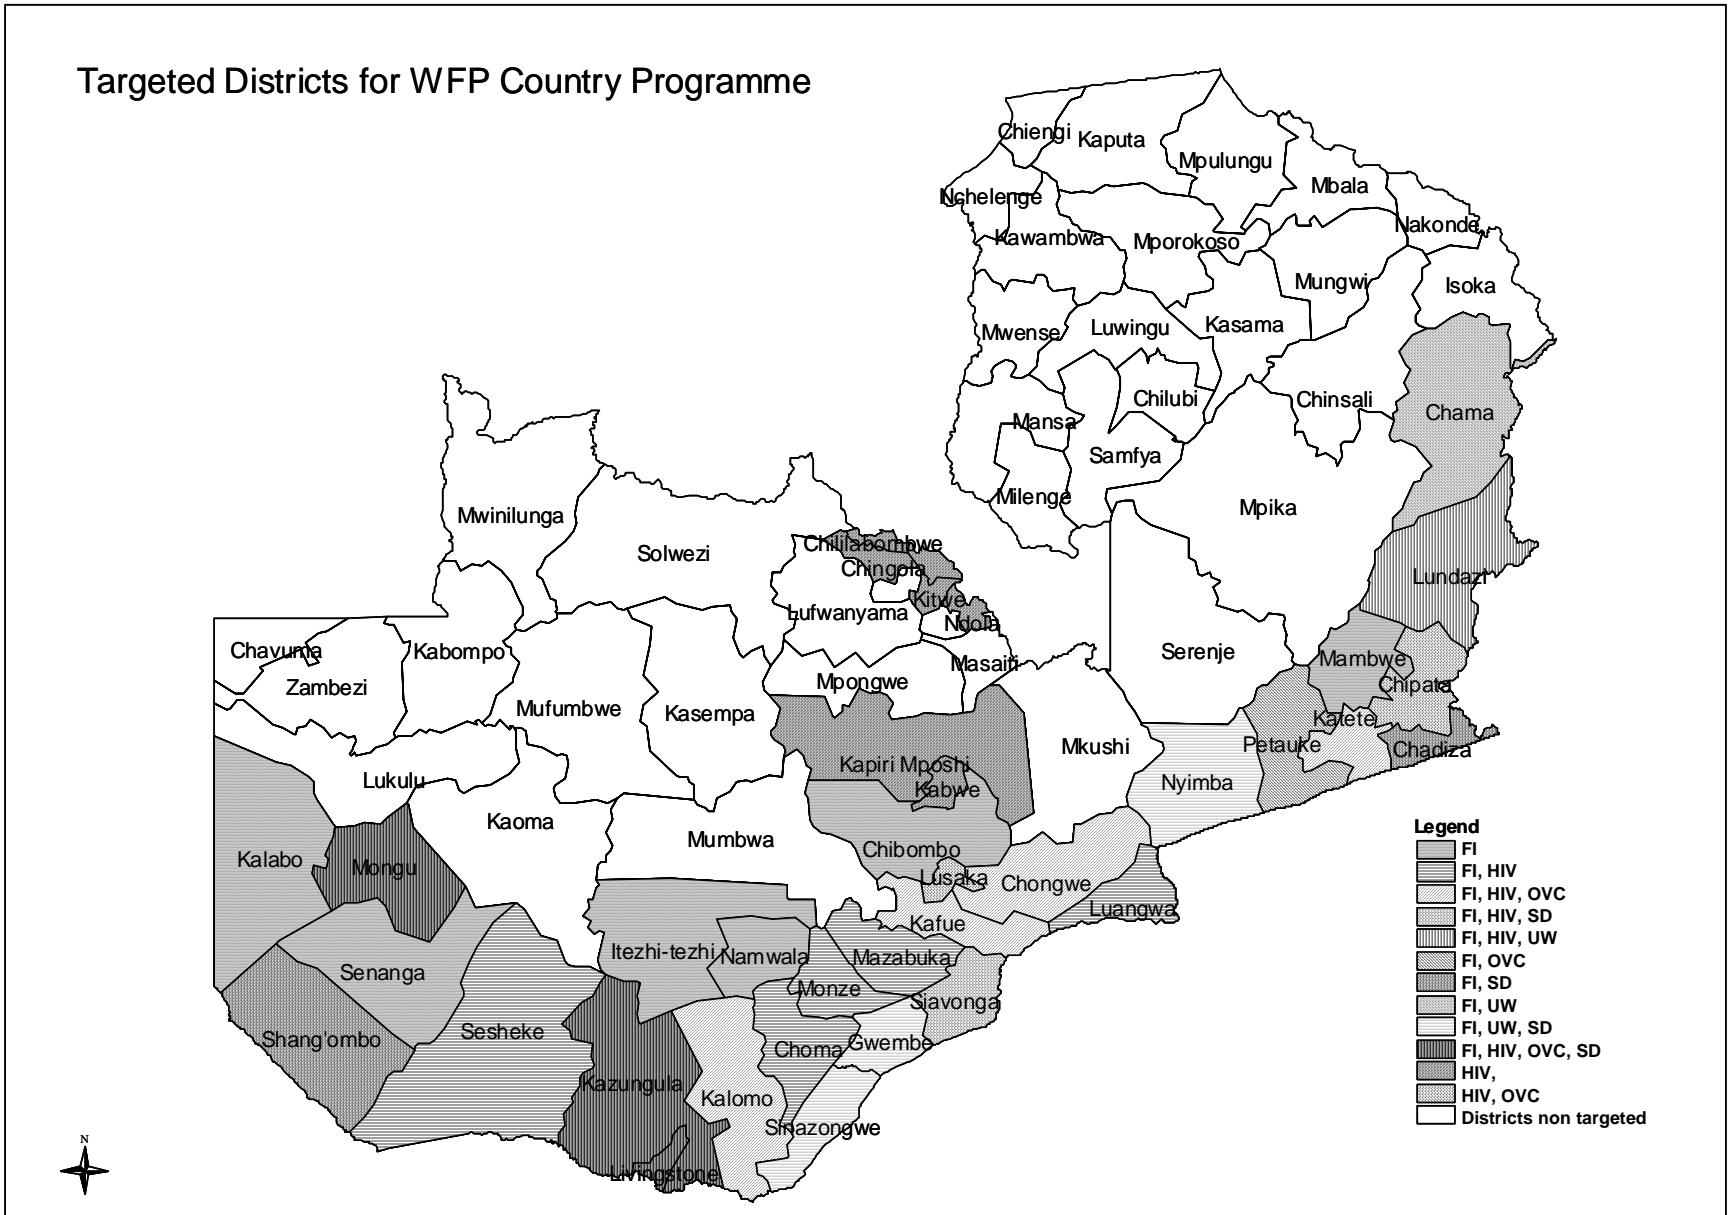 Targeted Districts for WFP Country Programme
Chiengi
Kaputa
Mpulungu
Mbala
Nchelenge
Nakonde
Kawambwa
Mporokoso
Mungwi
Isoka
Mwense
Luwingu
Kasama
Chilubi
Chinsali
Chama
Mansa
Samfya
Milenge
Mpika
Mwinilunga
Solwezi
Chililabombwe
Chingola
Kitwe
Lufwanyama
Ndola
Lundazi
Chavuma
Kabompo
Zambezi
Masaiti
Serenje
Mambwe
Mpongwe
Chipata
Mufumbwe
Kasempa
Katete
Petauke
Chadiza
Mkushi
Kapiri Mposhi
Kabwe
Nyimba
Lukulu
Kaoma
Mumbwa
Kalabo
Mongu
Chibombo
Lusaka
Chongwe
Luangwa
Kafue
Itezhi-tezhi
Namwala
Mazabuka
Senanga
Monze
Siavonga
Shang'ombo
Sesheke
Choma
Gwembe
Kazungula
Kalomo
Sinazongwe
Livingstone
Legend
FI
FI, HIV
FI, HIV, OVC
FI, HIV, SD
FI, HIV, UW
FI, OVC
FI, SD
FI, UW
FI, UW, SD
FI, HIV, OVC, SD
HIV,
HIV, OVC
Districts non targeted
N